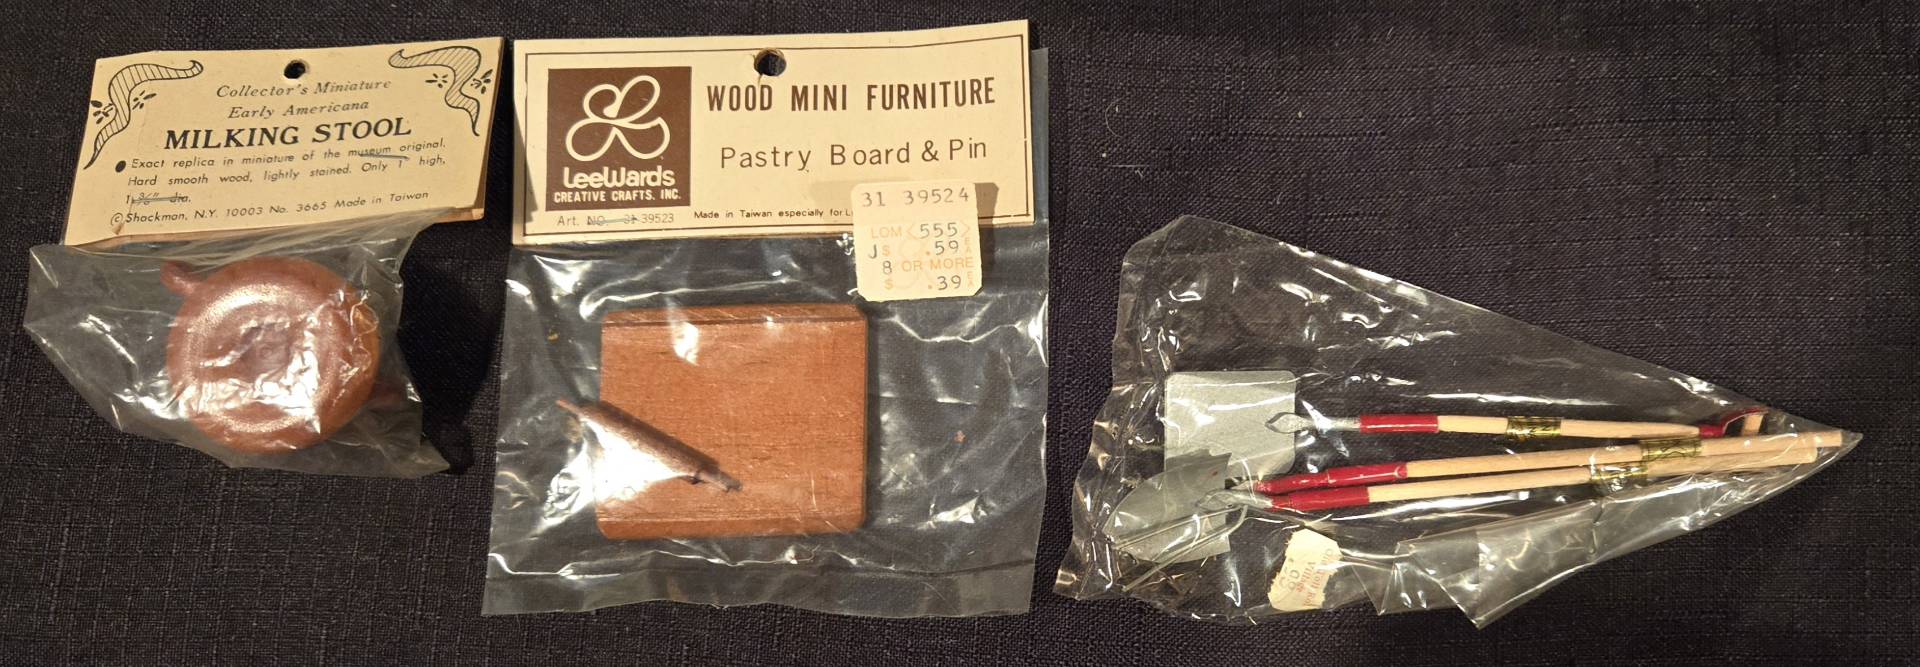 Collector's Miniature
Early Americana
MILKING STOOL
Exact replica in miniature of the museum original.
Hard smooth wood, lightly stained. Only 1" high,
dia.
© Shackman, N.Y. 10003 No. 3665 Made in Taiwan
LeeWards
CREATIVE CRAFTS, INC.
WOOD MINI FURNITURE
Pastry Board & Pin
Art. NO. 31-39523
Made in Taiwan especially for
31 39524
LOM <555>
J $ .59 EA
8 OR MORE
$ .39 EA